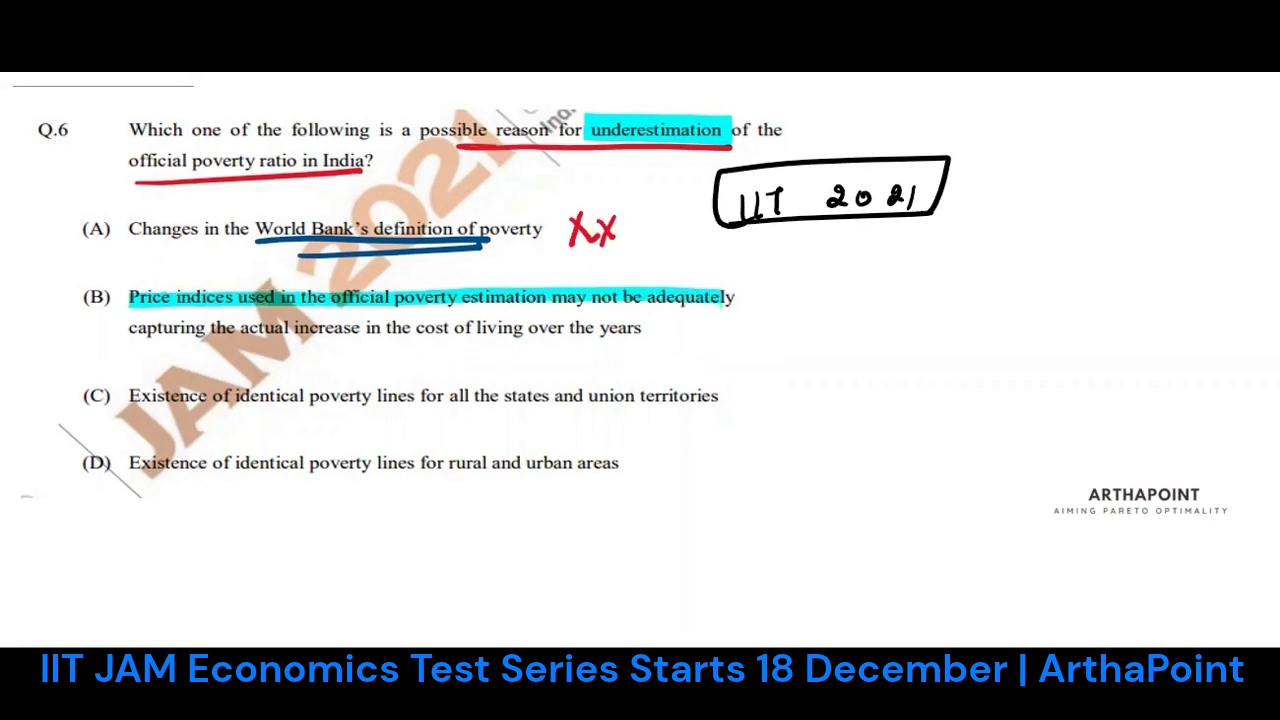 Q.6 Which one of the following is a possible reason for underestimation of the
official poverty ratio in India?
IIT 2021
(A) Changes in the World Bank's definition of poverty XX
(B) Price indices used in the official poverty estimation may not be adequately
capturing the actual increase in the cost of living over the years
(C) Existence of identical poverty lines for all the states and union territories
(D) Existence of identical poverty lines for rural and urban areas
JAM 2021
ARTHAPOINT
AIMING PARETO OPTIMALITY
IIT JAM Economics Test Series Starts 18 December | ArthaPoint